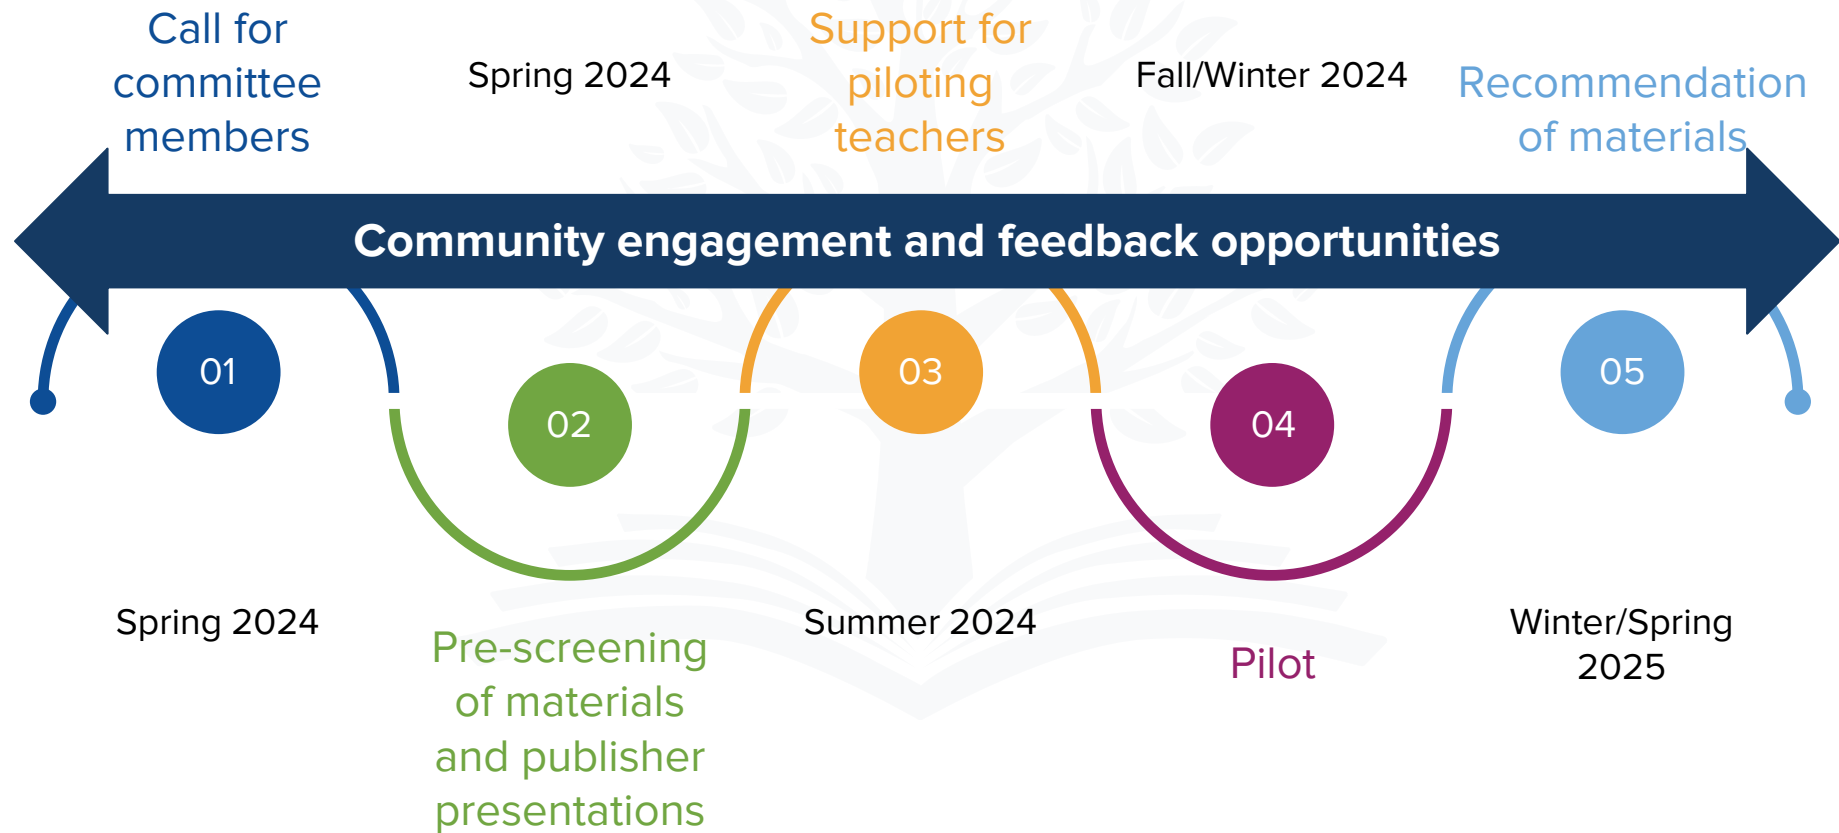 Call for
committee
members
Spring 2024
Support for
piloting
teachers
Fall/Winter 2024
Recommendation
of materials
Community engagement and feedback opportunities
01
02
03
04
05
Spring 2024
Pre-screening
of materials
and publisher
presentations
Summer 2024
Pilot
Winter/Spring
2025